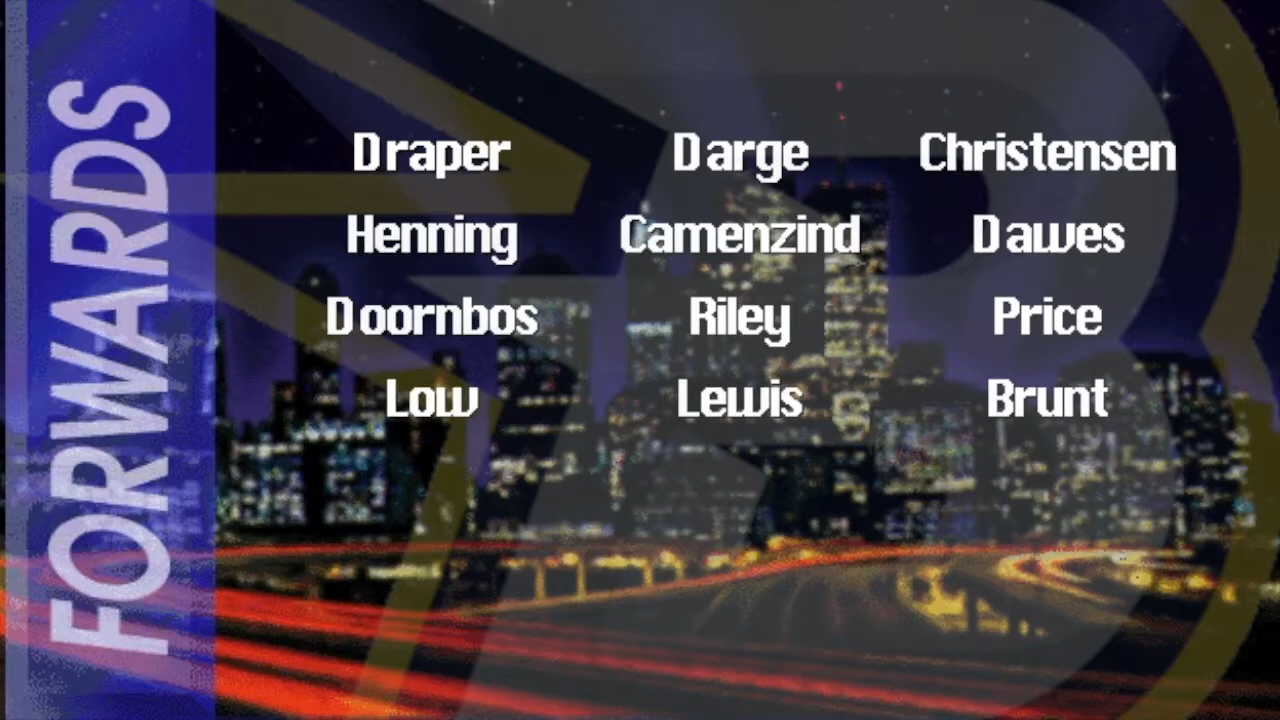 FORWARDS
Draper Darge Christensen
Henning Camenzind Dawes
Doornbos Riley Price
Low Lewis Brunt